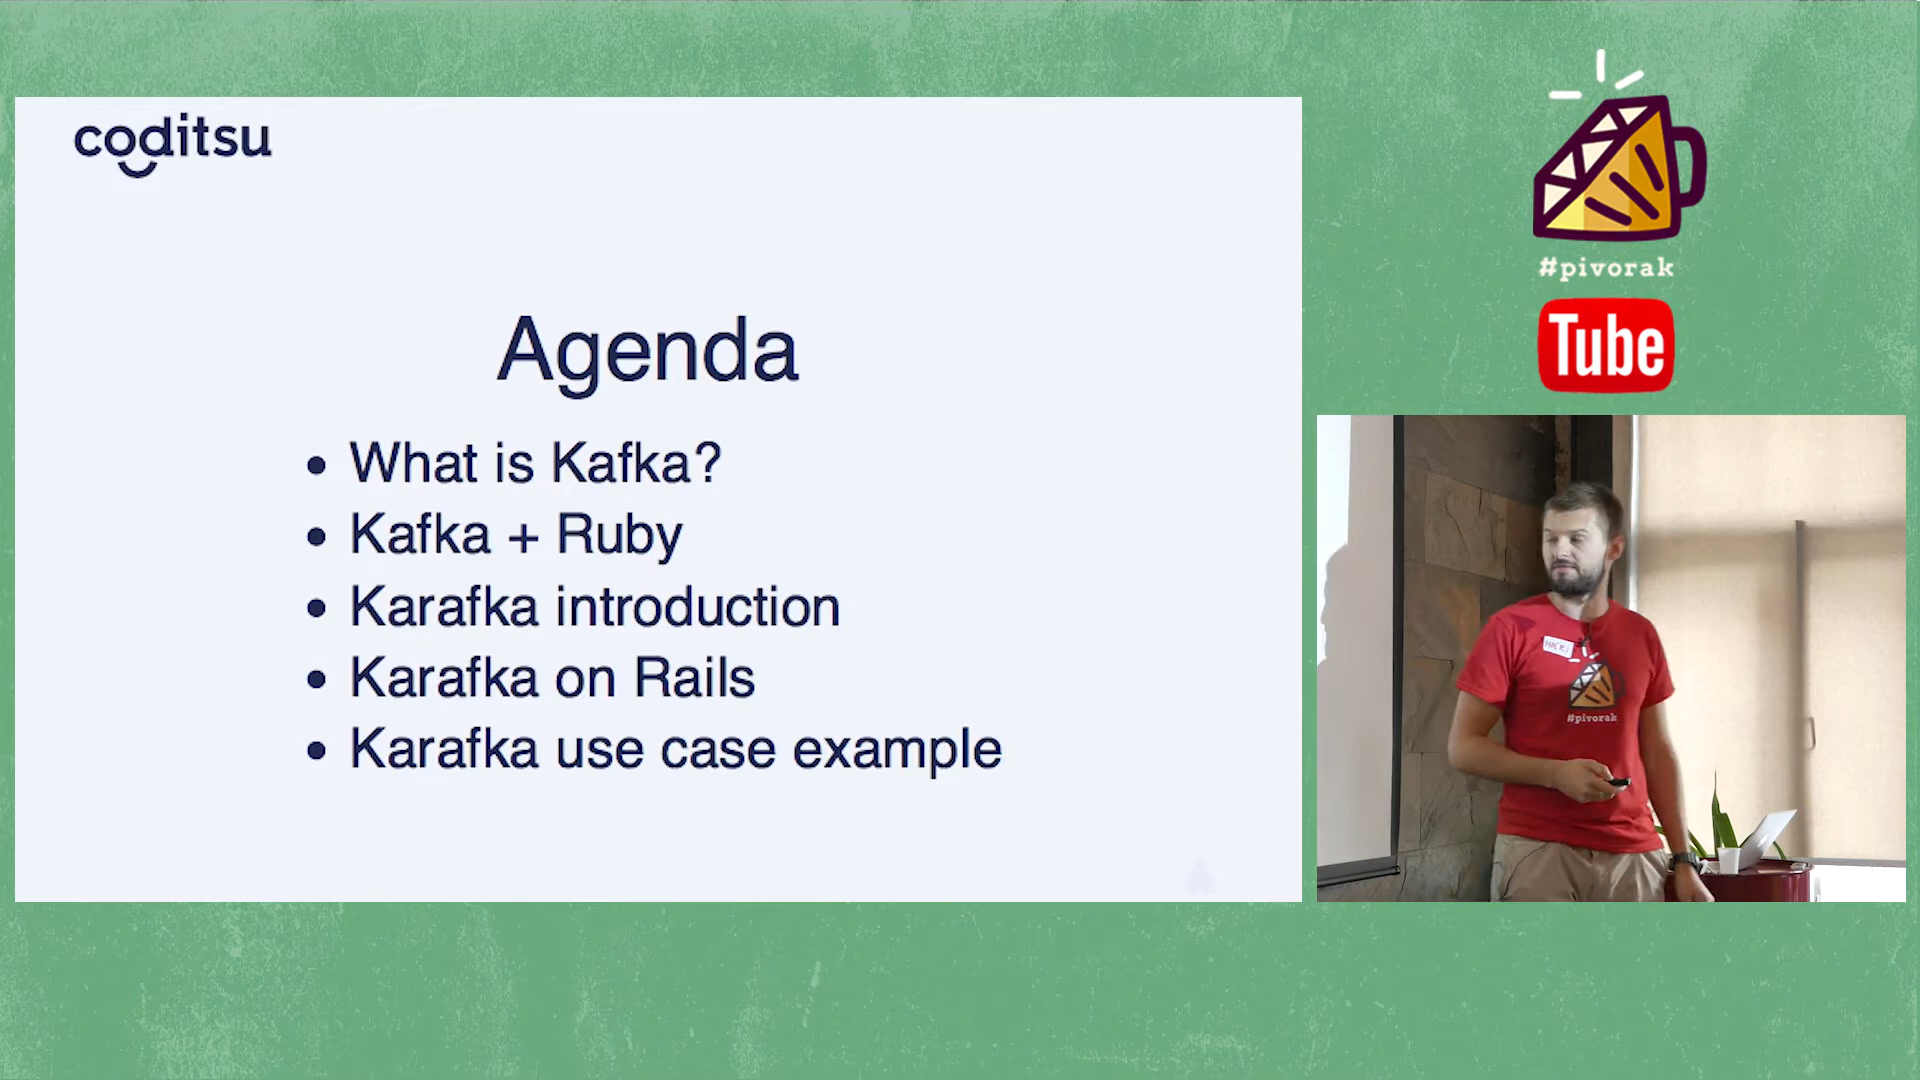 coditsu
Agenda
• What is Kafka?
• Kafka + Ruby
• Karafka introduction
• Karafka on Rails
• Karafka use case example
#pivorak
Tube
#pivorak